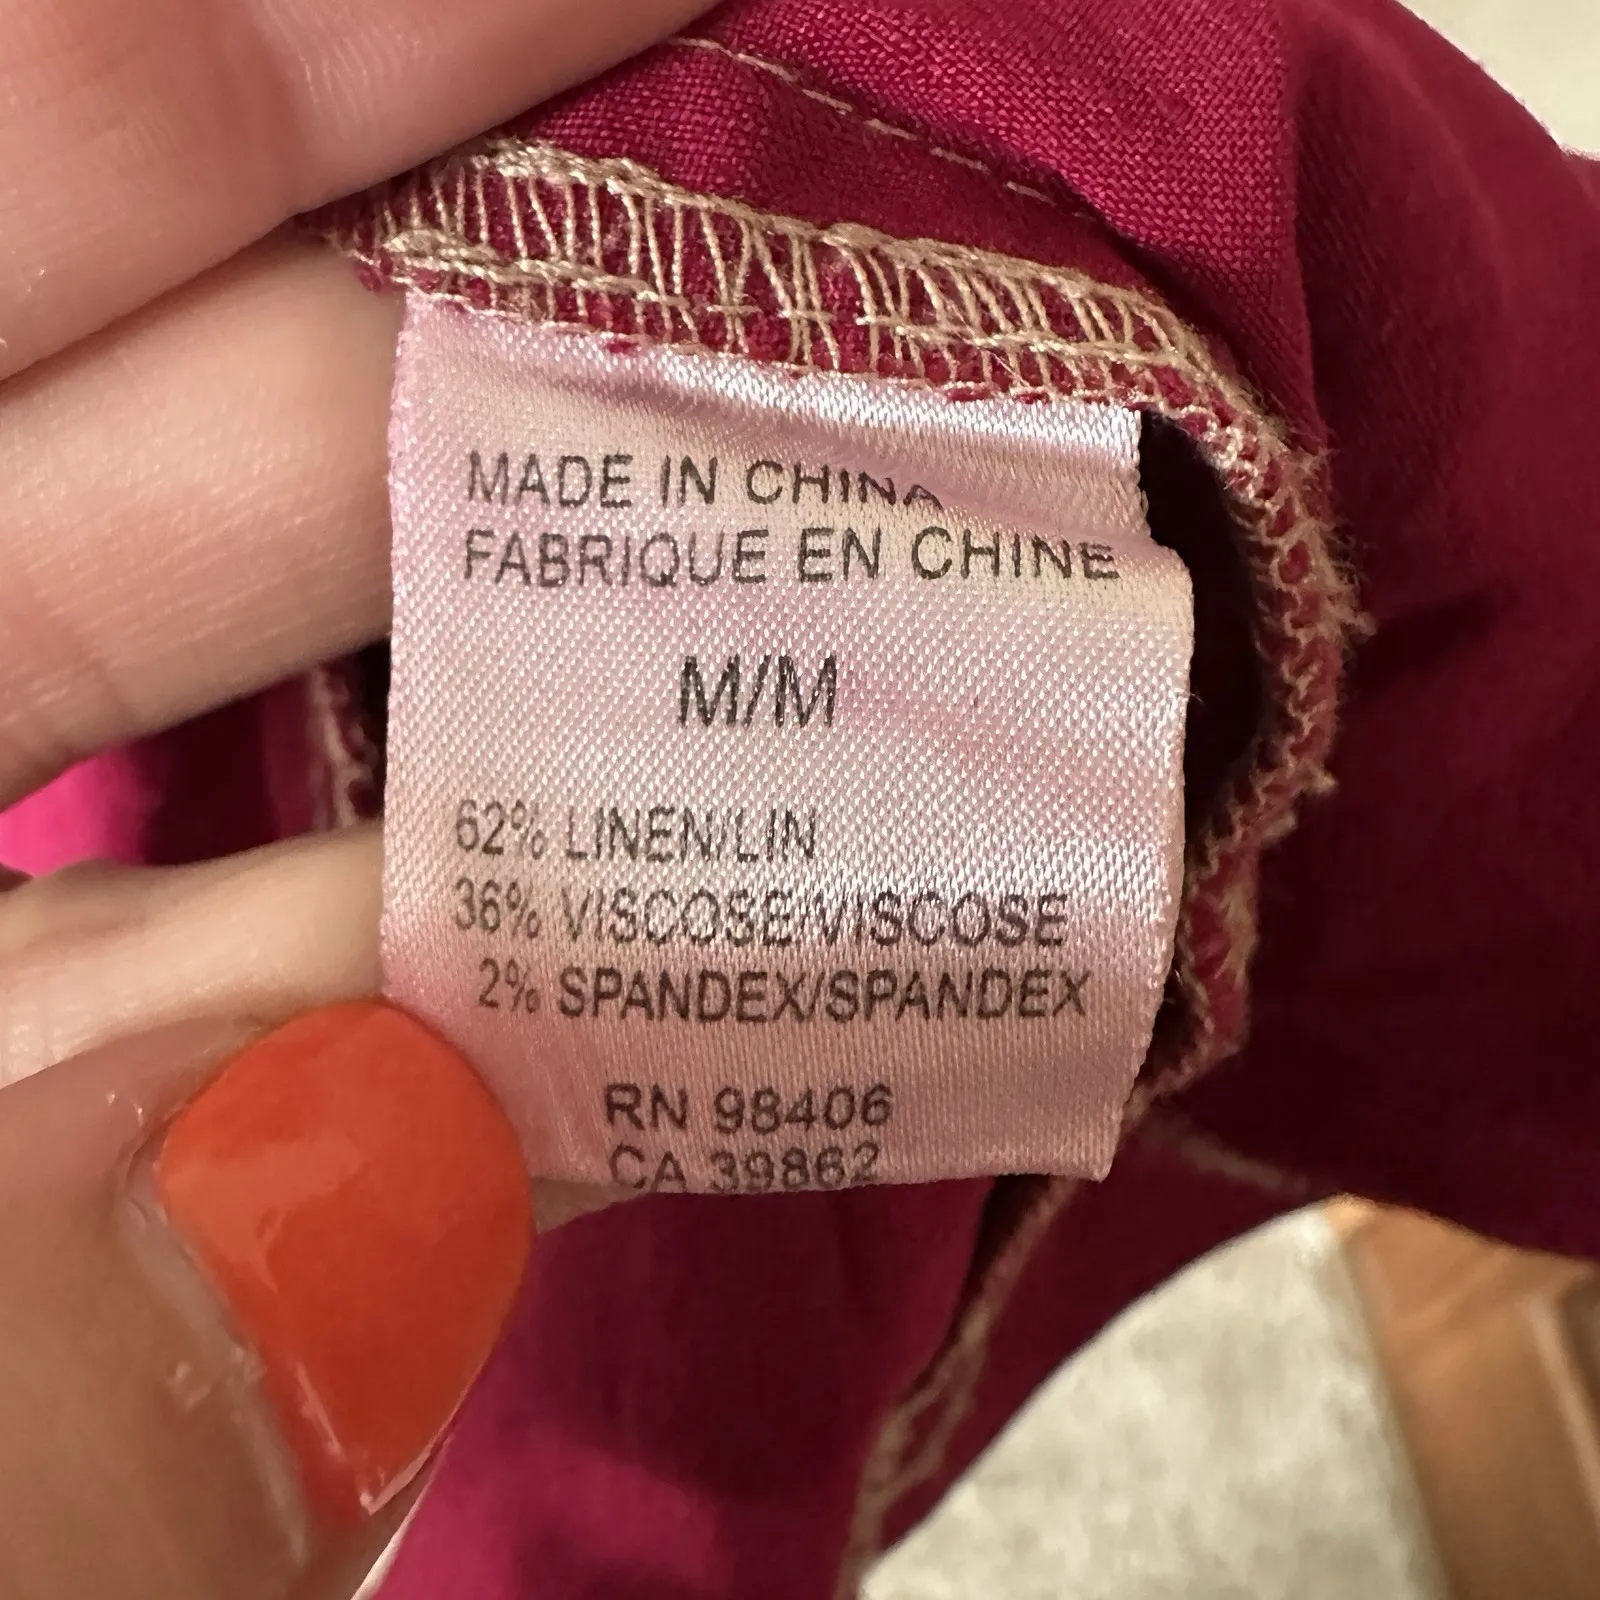 MADE IN CHINA
FABRIQUE EN CHINE
M/M
62% LINEN/LIN
36% VISCOSE/VISCOSE
2% SPANDEX/SPANDEX
RN 98406
CA 39862